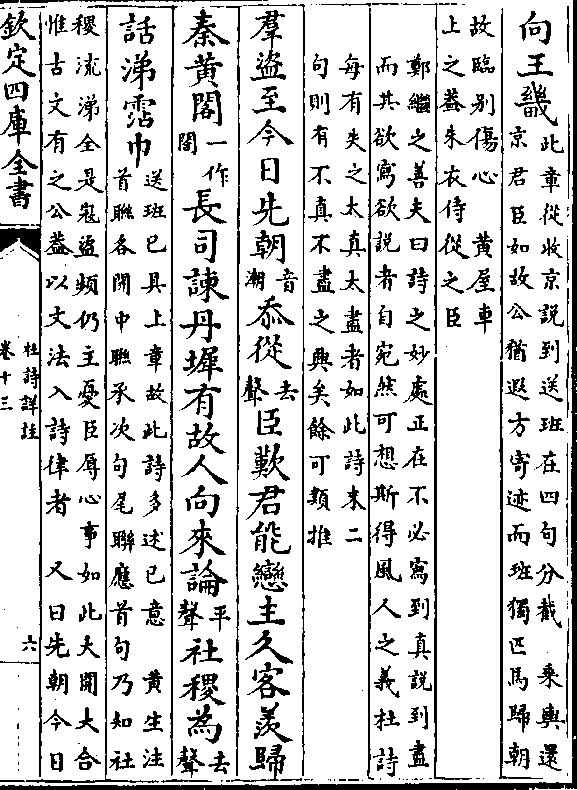 向王畿此章從收京說到送班在四句分截 乘輿還
京君臣如故公猶遐方寄迹而班獨匹馬歸朝
故臨别傷心 黄屋車
上之蓋朱衣侍從之臣
鄭繼之善夫曰詩之妙處正在不必寫到真説到盡
而其欲寫欲説者自宛然可想斯得風人之義杜詩
每有失之太真太盡者如此詩末二
句則有不真不盡之興矣餘可類推
羣盗至今日先朝音潮忝從去聲臣歎君能戀主久客羨歸
秦黄閣一作閤長司諫丹墀有故人向來論平聲社稷為去聲
話涕霑巾送班已具上章故此詩多述已意 黄生注
首聯各開中聯承次句尾聯應首句乃知社
稷流涕全是寇盗頻仍主憂臣辱心事如此大開大合
惟古文有之公蓋以文法入詩律者 又曰先朝今日
欽定四庫全書
杜詩詳註
卷十三
六